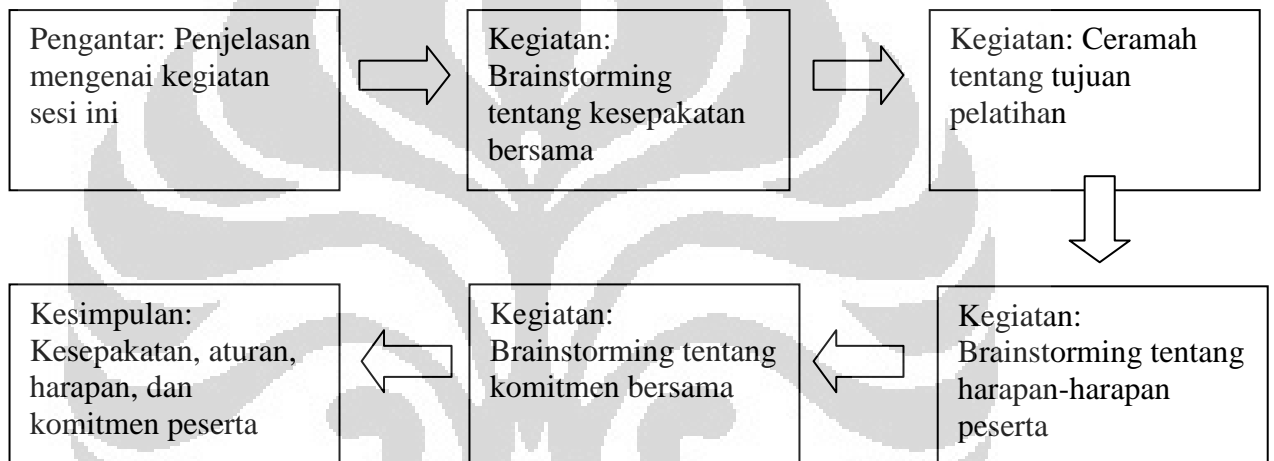 Pengantar: Penjelasan
mengenai kegiatan
sesi ini
Kegiatan:
Brainstorming
tentang kesepakatan
bersama
Kegiatan: Ceramah
tentang tujuan
pelatihan
Kegiatan:
Brainstorming tentang
harapan-harapan
peserta
Kegiatan:
Brainstorming tentang
komitmen bersama
Kesimpulan:
Kesepakatan, aturan,
harapan, dan
komitmen peserta